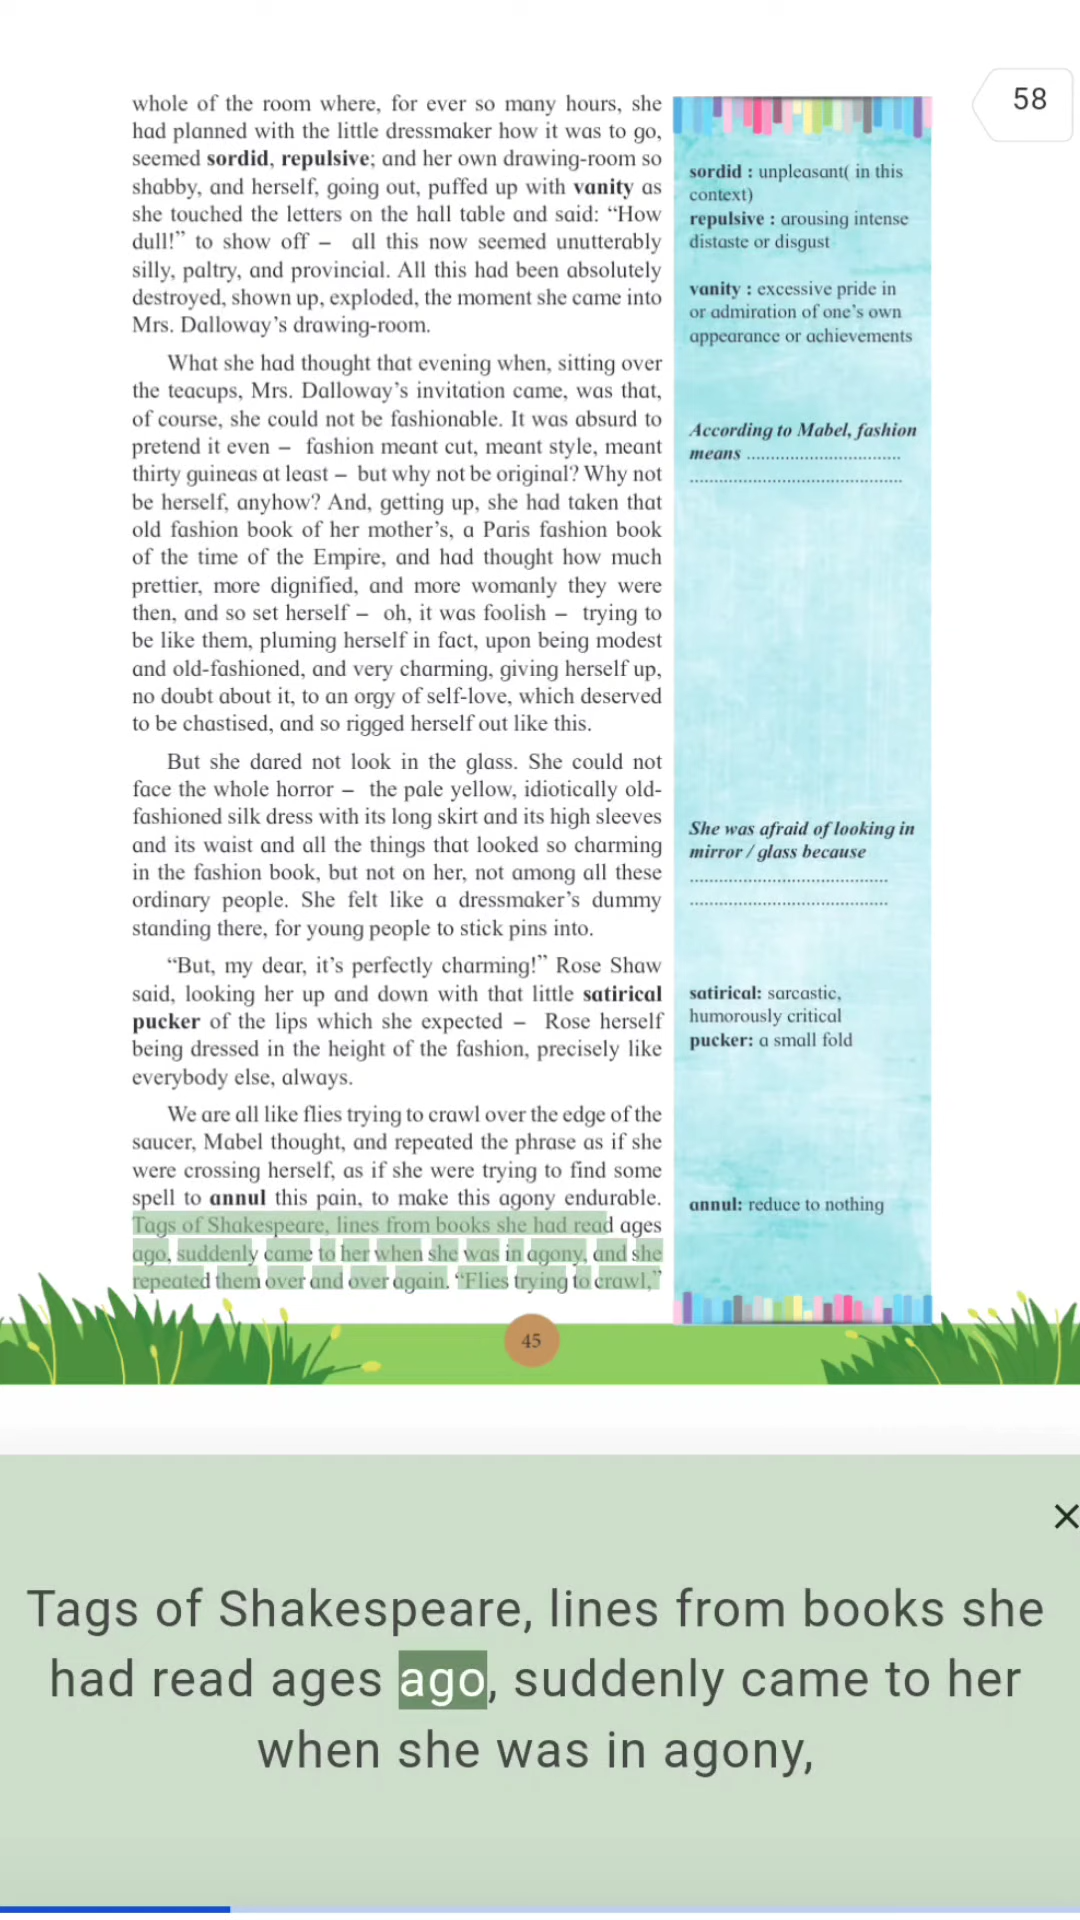 58
whole of the room where, for ever so many hours, she
had planned with the little dressmaker how it was to go,
seemed sordid, repulsive; and her own drawing-room so
shabby, and herself, going out, puffed up with vanity as
she touched the letters on the hall table and said: “How
dull!” to show off – all this now seemed unutterably
silly, paltry, and provincial. All this had been absolutely
destroyed, shown up, exploded, the moment she came into
Mrs. Dalloway’s drawing-room.
What she had thought that evening when, sitting over
the teacups, Mrs. Dalloway’s invitation came, was that,
of course, she could not be fashionable. It was absurd to
pretend it even – fashion meant cut, meant style, meant
thirty guineas at least – but why not be original? Why not
be herself, anyhow? And, getting up, she had taken that
old fashion book of her mother’s, a Paris fashion book
of the time of the Empire, and had thought how much
prettier, more dignified, and more womanly they were
then, and so set herself – oh, it was foolish – trying to
be like them, pluming herself in fact, upon being modest
and old-fashioned, and very charming, giving herself up,
no doubt about it, to an orgy of self-love, which deserved
to be chastised, and so rigged herself out like this.
But she dared not look in the glass. She could not
face the whole horror – the pale yellow, idiotically old-
fashioned silk dress with its long skirt and its high sleeves
and its waist and all the things that looked so charming
in the fashion book, but not on her, not among all these
ordinary people. She felt like a dressmaker’s dummy
standing there, for young people to stick pins into.
“But, my dear, it’s perfectly charming!” Rose Shaw
said, looking her up and down with that little satirical
pucker of the lips which she expected – Rose herself
being dressed in the height of the fashion, precisely like
everybody else, always.
We are all like flies trying to crawl over the edge of the
saucer, Mabel thought, and repeated the phrase as if she
were crossing herself, as if she were trying to find some
spell to annul this pain, to make this agony endurable.
Tags of Shakespeare, lines from books she had read ages
ago, suddenly came to her when she was in agony, and she
repeated them over and over again. “Flies trying to crawl,”
sordid : unpleasant( in this
context)
repulsive : arousing intense
distaste or disgust
vanity : excessive pride in
or admiration of one’s own
appearance or achievements
According to Mabel, fashion
means ................................
.............................................
She was afraid of looking in
mirror / glass because
..........................................
..........................................
satirical: sarcastic,
humorously critical
pucker: a small fold
annul: reduce to nothing
45
Tags of Shakespeare, lines from books she
had read ages ago, suddenly came to her
when she was in agony,